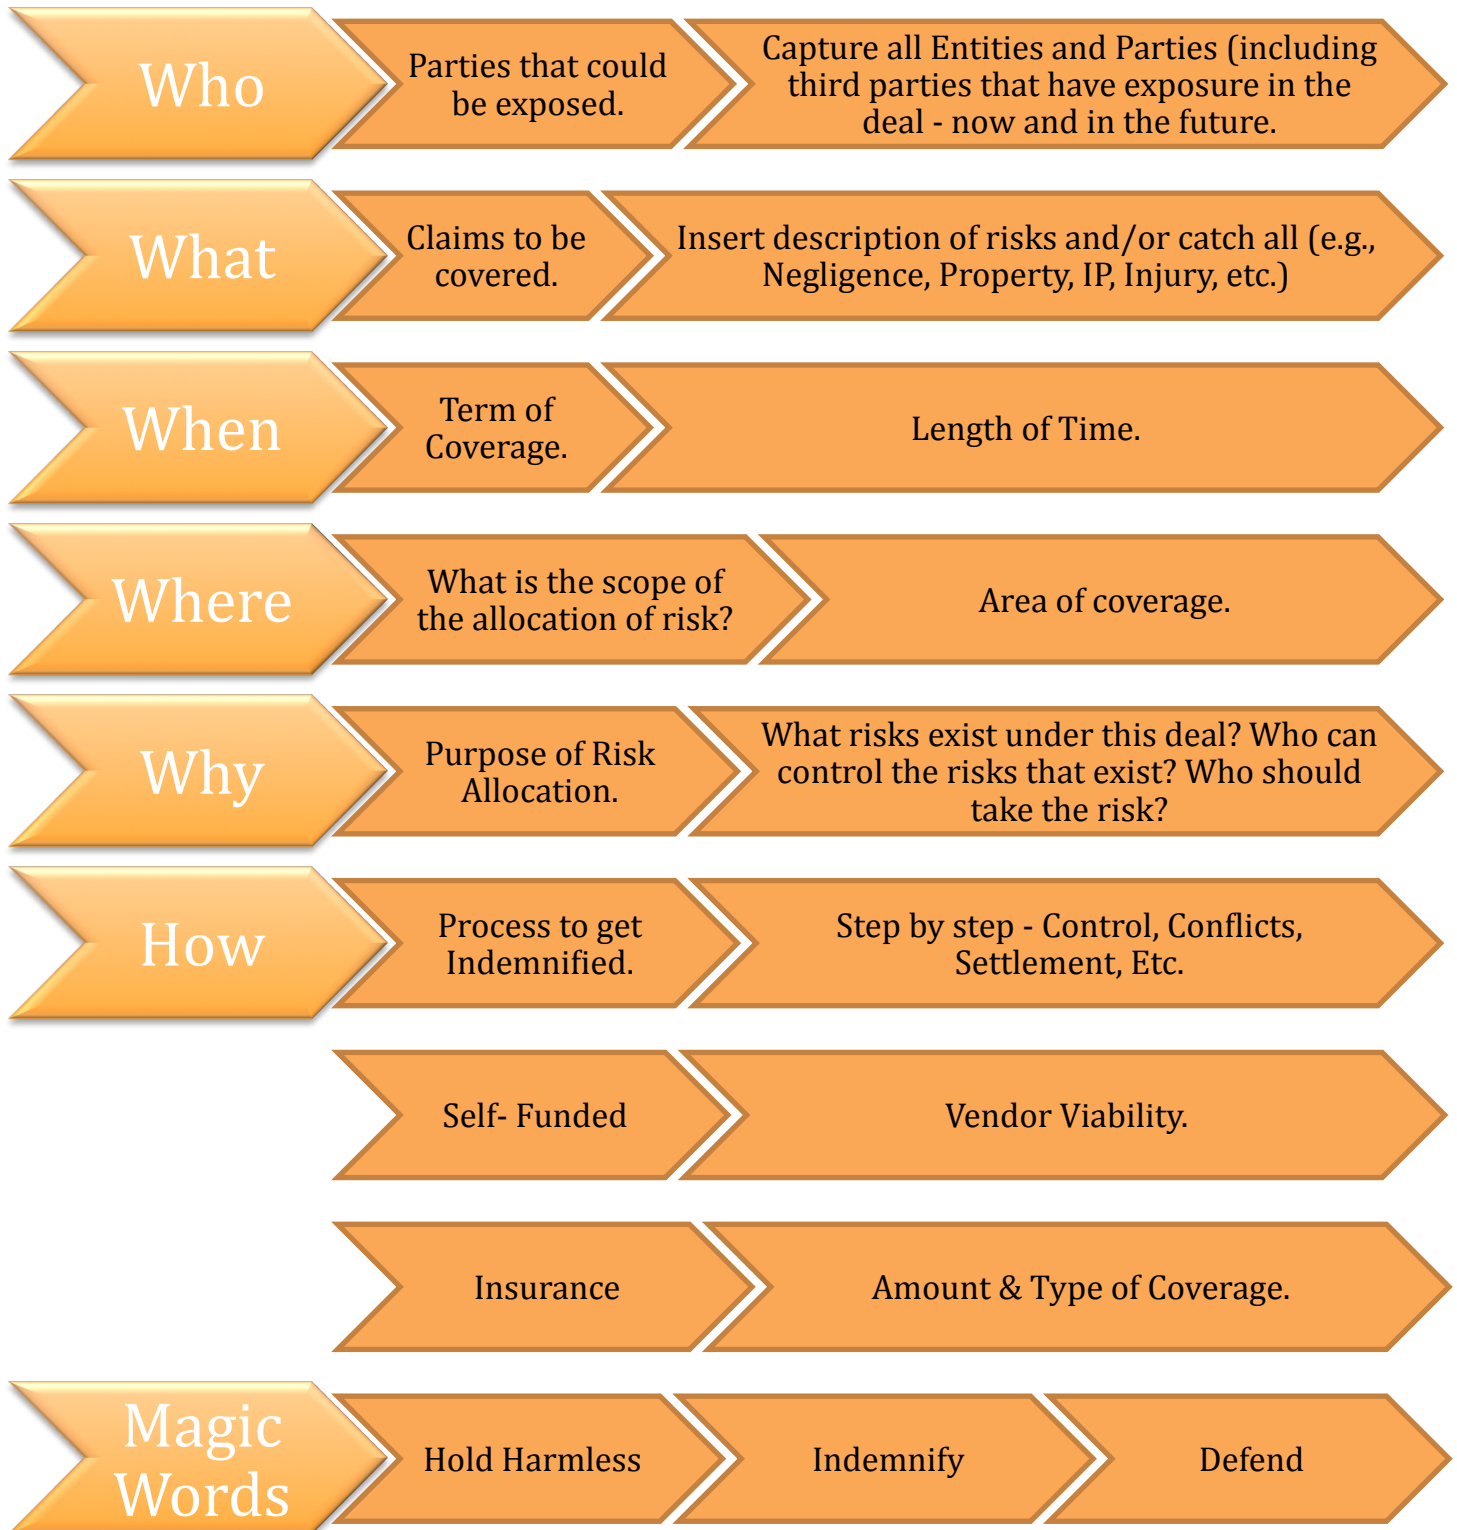 Who
Parties that could
be exposed.
Capture all Entities and Parties (including
third parties that have exposure in the
deal - now and in the future.
What
Claims to be
covered.
Insert description of risks and/or catch all (e.g.,
Negligence, Property, IP, Injury, etc.)
When
Term of
Coverage.
Length of Time.
Where
What is the scope of
the allocation of risk?
Area of coverage.
Why
Purpose of Risk
Allocation.
What risks exist under this deal? Who can
control the risks that exist? Who should
take the risk?
How
Process to get
Indemnified.
Step by step - Control, Conflicts,
Settlement, Etc.
Self- Funded
Vendor Viability.
Insurance
Amount & Type of Coverage.
Magic
Words
Hold Harmless
Indemnify
Defend